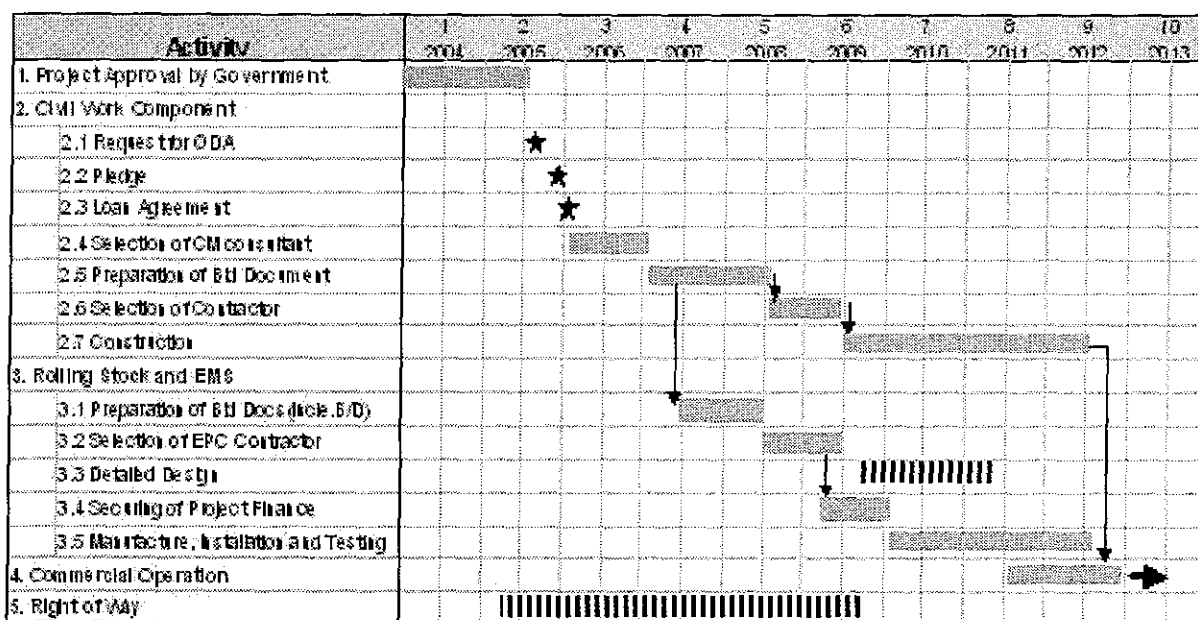 1 2 3 4 5 6 7 8 9 10
Activity 2004 2005 2006 2007 2008 2009 2010 2011 2012 2013
1. Project Approval by Government
2. Civil Work Component
2.1 Request for ODA
2.2 Pledge
2.3 Loan Agreement
2.4 Selection of CM consultant
2.5 Preparation of Bid Document
2.6 Selection of Contractor
2.7 Construction
3. Rolling Stock and EMS
3.1 Preparation of Bid Docs (incle. B/D)
3.2 Selection of EPC Contractor
3.3 Detailed Design
3.4 Securing of Project Finance
3.5 Manufacture, Installation and Testing
4. Commercial Operation
5. Right of Way